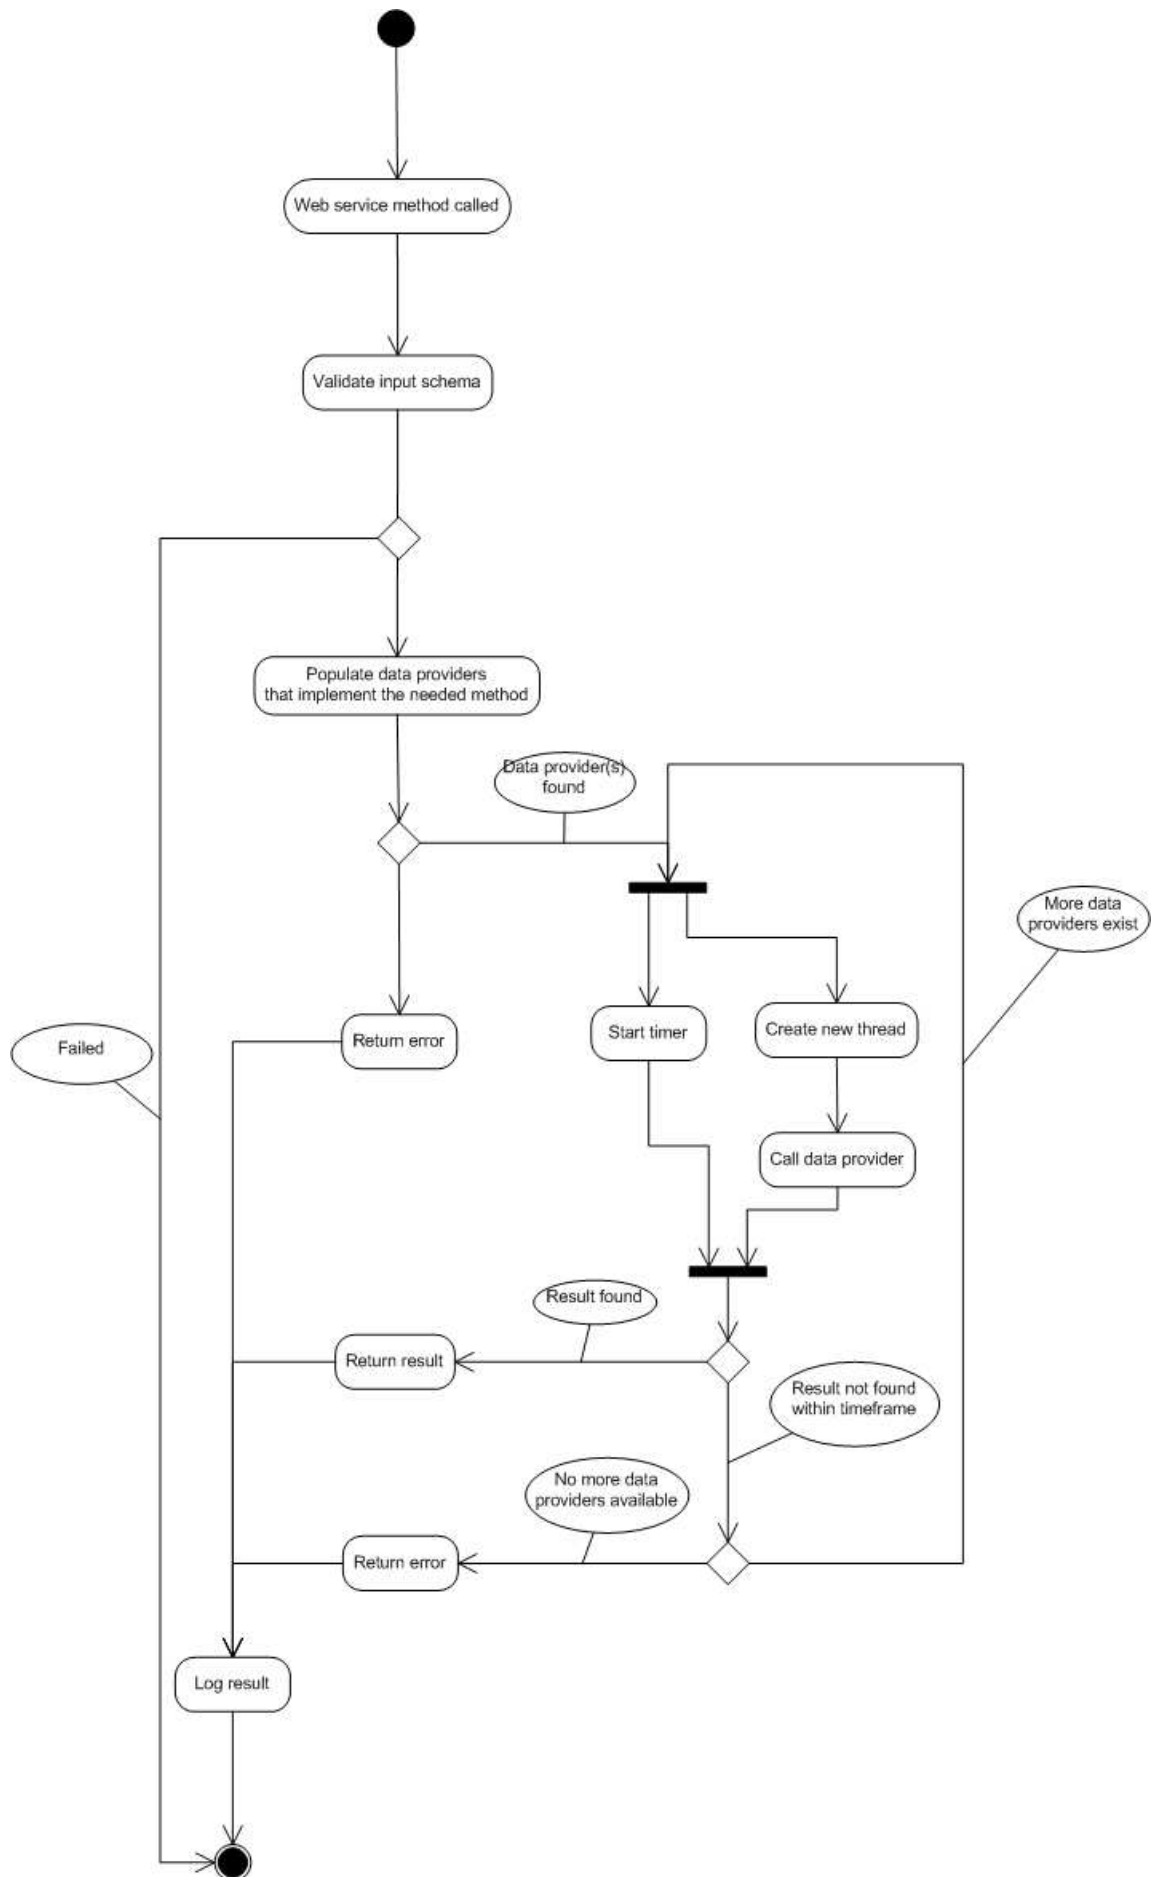 Web service method called
Validate input schema
Populate data providers
that implement the needed method
Data provider(s)
found
More data
providers exist
Failed
Return error
Start timer
Create new thread
Call data provider
Result found
Return result
Result not found
within timeframe
No more data
providers available
Return error
Log result